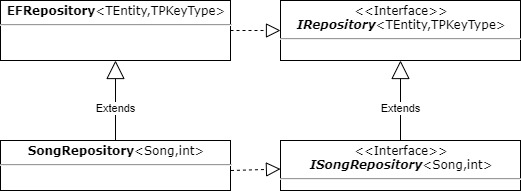 EFRepository<TEntity,TPKeyType>
<<Interface>>
IRepository<TEntity,TPKeyType>
Extends
Extends
SongRepository<Song,int>
<<Interface>>
ISongRepository<Song,int>